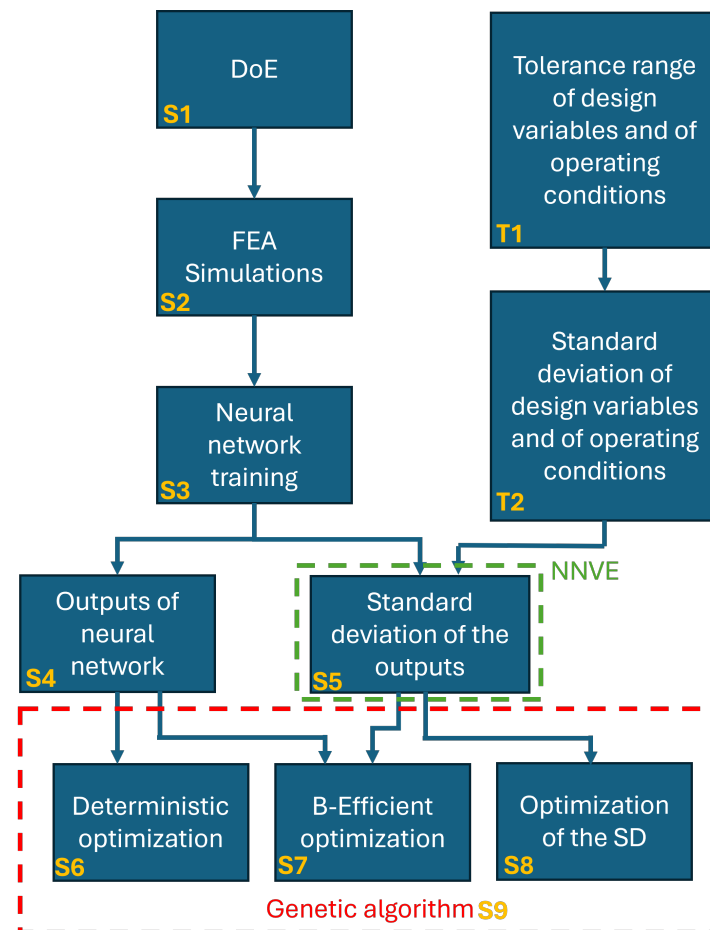 DoE
S1
Tolerance range
of design
variables and of
operating
conditions
T1
FEA
Simulations
S2
Standard
deviation of
design variables
and of operating
conditions
T2
Neural
network
training
S3
NNVE
Outputs of
neural
network
S4
Standard
deviation of the
outputs
S5
Deterministic
optimization
S6
B-Efficient
optimization
S7
Optimization
of the SD
S8
Genetic algorithm S9